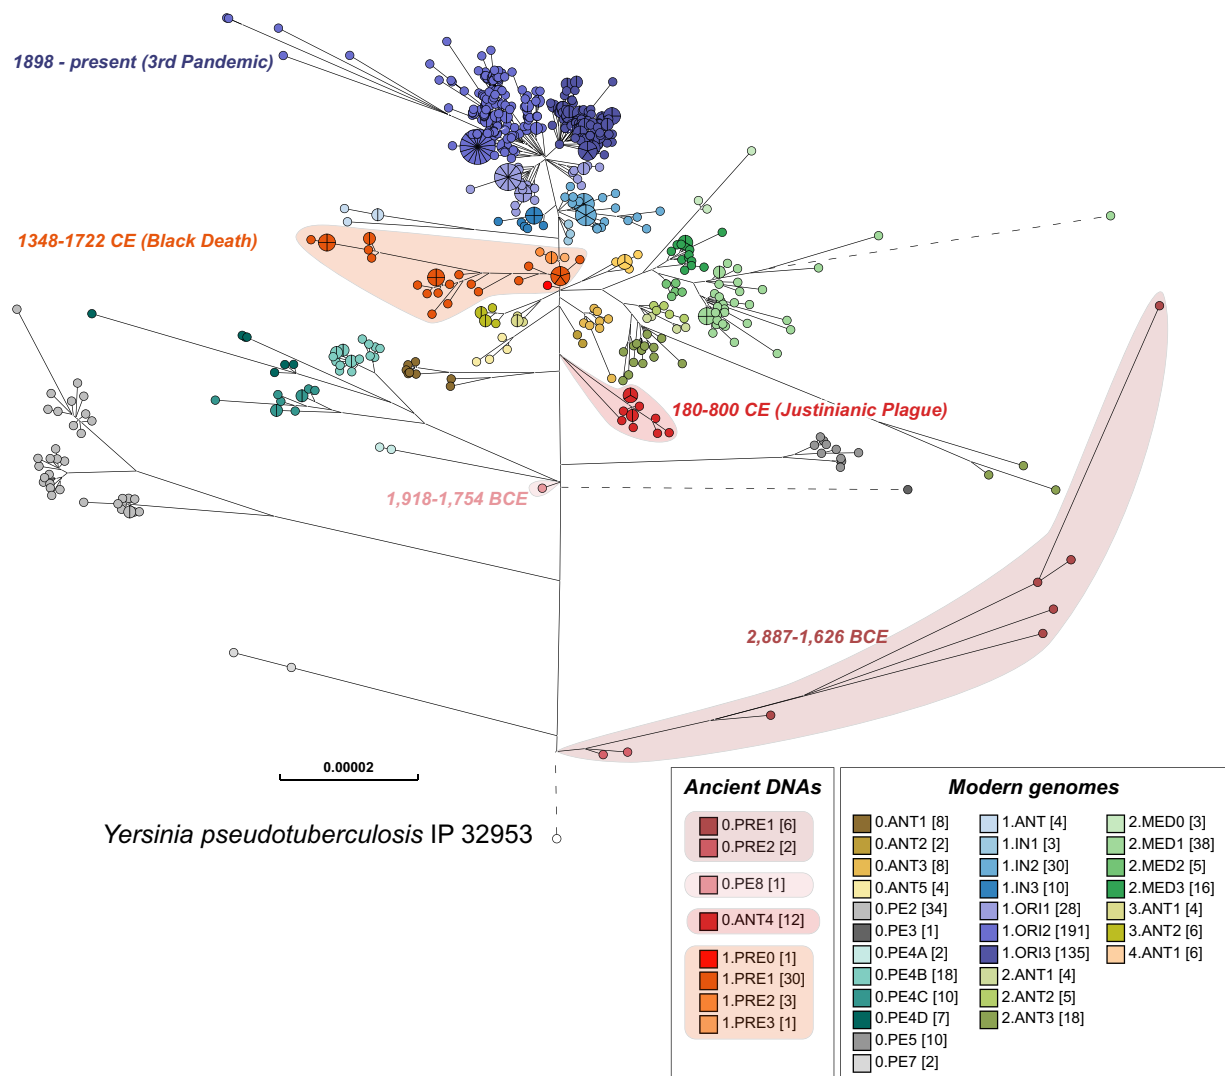 1898 - present (3rd Pandemic)
1348-1722 CE (Black Death)
180-800 CE (Justinianic Plague)
1,918-1,754 BCE
2,887-1,626 BCE
0.00002
Yersinia pseudotuberculosis IP 32953
Ancient DNAs
0.PRE1 [6]
0.PRE2 [2]
0.PE8 [1]
0.ANT4 [12]
1.PRE0 [1]
1.PRE1 [30]
1.PRE2 [3]
1.PRE3 [1]
Modern genomes
0.ANT1 [8]
0.ANT2 [2]
0.ANT3 [8]
0.ANT5 [4]
0.PE2 [34]
0.PE3 [1]
0.PE4A [2]
0.PE4B [18]
0.PE4C [10]
0.PE4D [7]
0.PE5 [10]
0.PE7 [2]
1.ANT [4]
1.IN1 [3]
1.IN2 [30]
1.IN3 [10]
1.ORI1 [28]
1.ORI2 [191]
1.ORI3 [135]
2.ANT1 [4]
2.ANT2 [5]
2.ANT3 [18]
2.MED0 [3]
2.MED1 [38]
2.MED2 [5]
2.MED3 [16]
3.ANT1 [4]
3.ANT2 [6]
4.ANT1 [6]